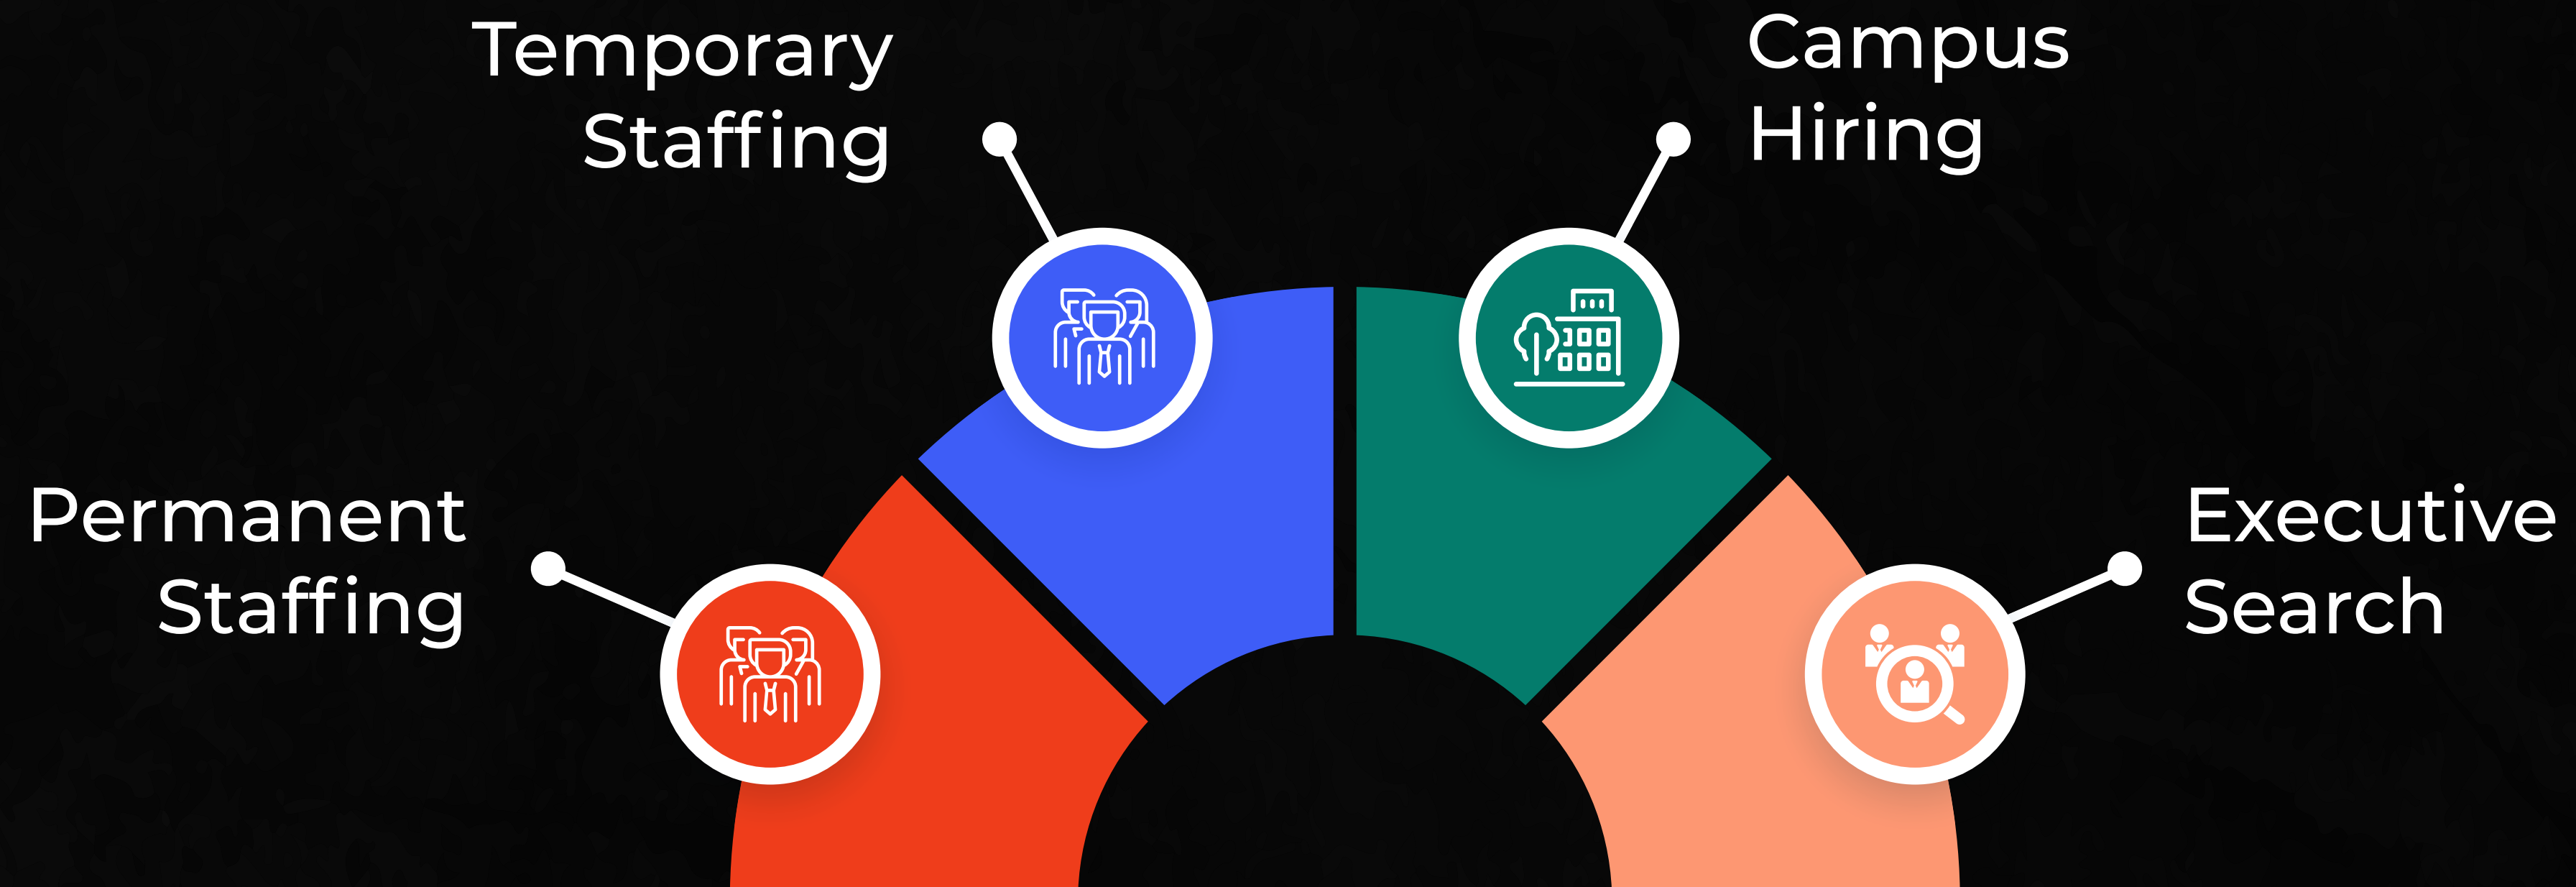 Temporary
Staffing
Campus
Hiring
Permanent
Staffing
Executive
Search